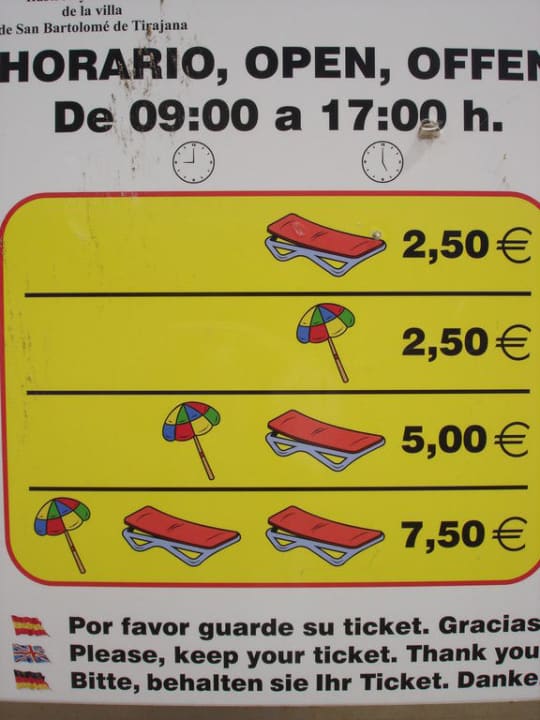 de la villa
de San Bartolomé de Tirajana
HORARIO, OPEN, OFFEN
De 09:00 a 17:00 h.
2,50 €
2,50 €
5,00 €
7,50 €
Por favor guarde su ticket. Gracias
Please, keep your ticket. Thank you
Bitte, behalten sie Ihr Ticket. Danke